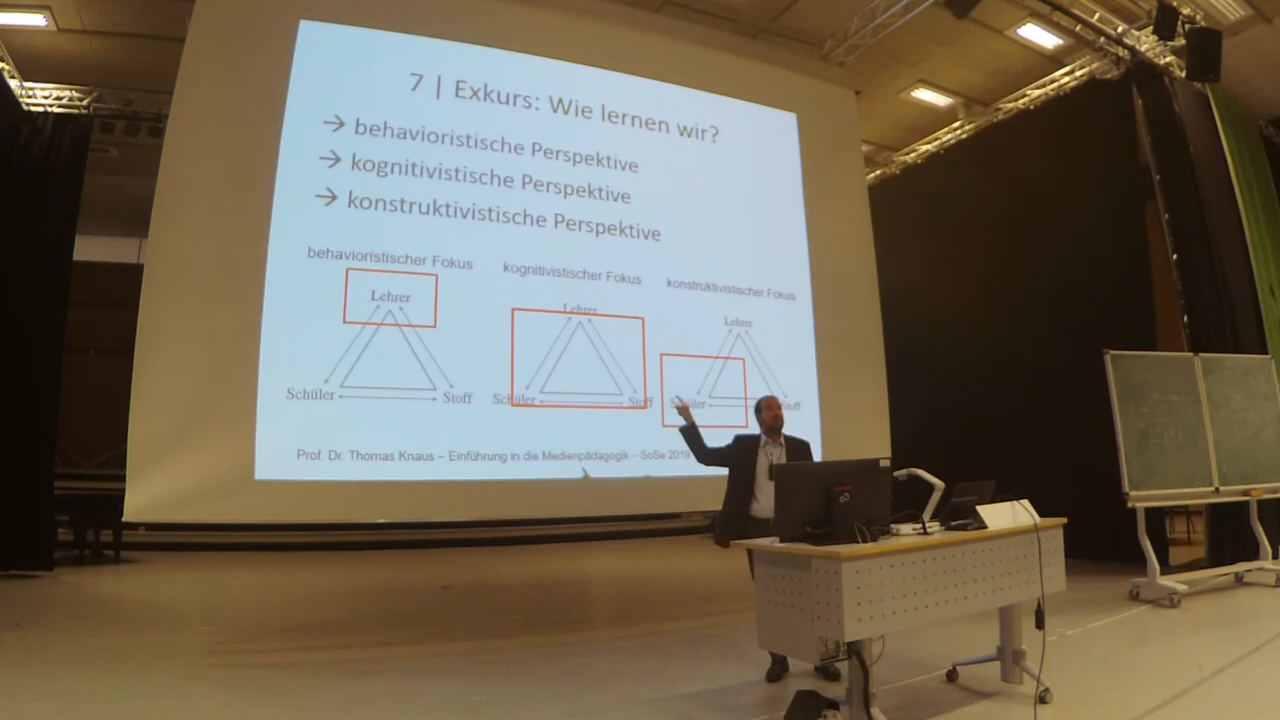 7 | Exkurs: Wie lernen wir?
→ behavioristische Perspektive
→ kognitivistische Perspektive
→ konstruktivistische Perspektive
behavioristischer Fokus
Lehrer
Schüler
Stoff
kognitivistischer Fokus
Lehrer
Schüler
Stoff
konstruktivistischer Fokus
Lehrer
Schüler
Stoff
Prof. Dr. Thomas Knaus – Einführung in die Medienpädagogik – SoSe 2019